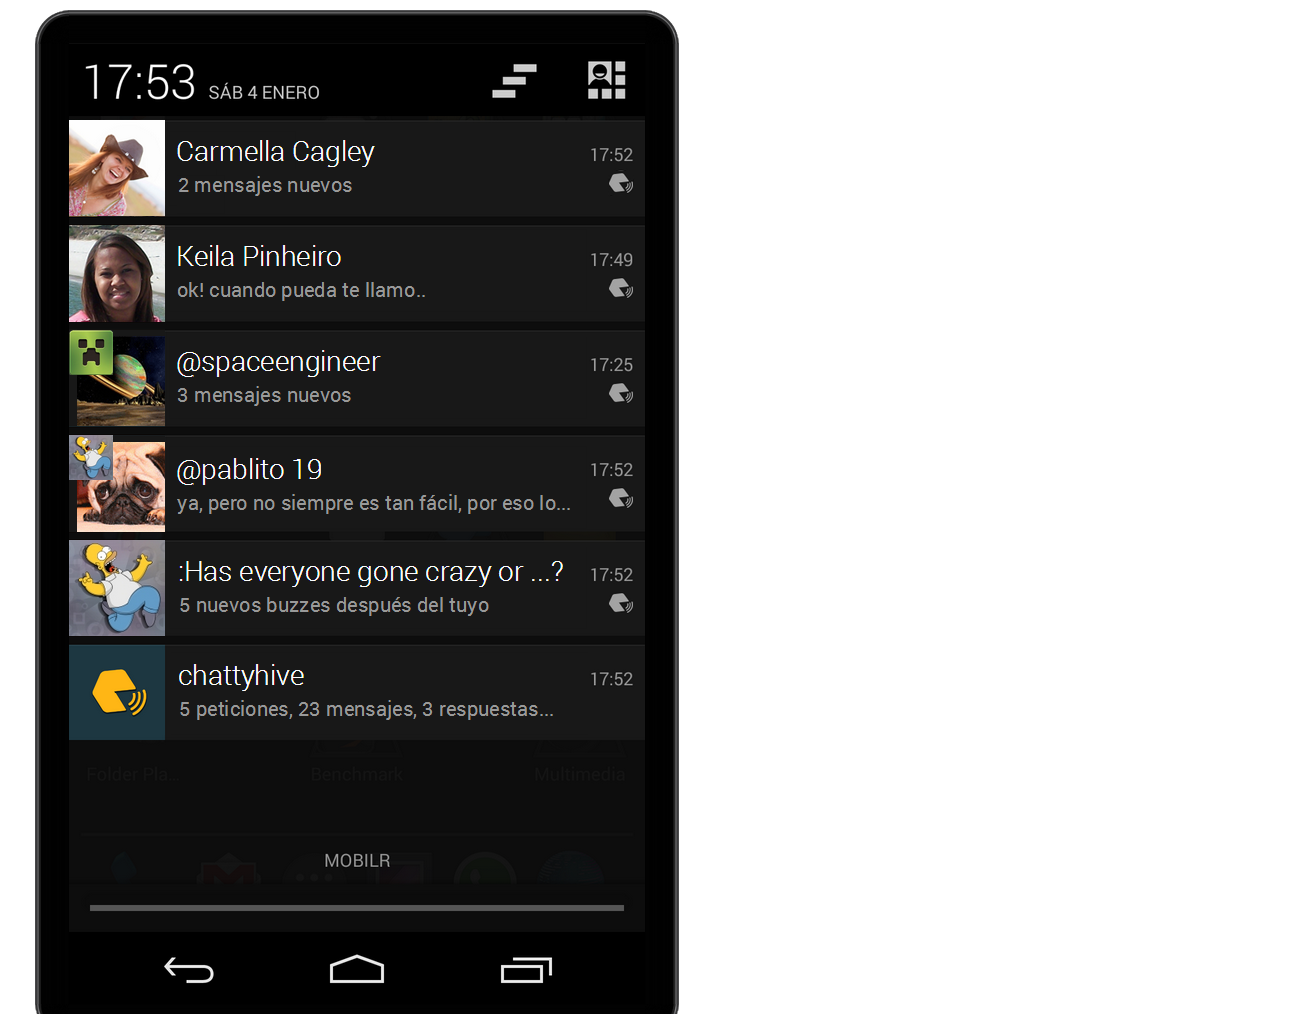 17:53 SÁB 4 ENERO
Carmella Cagley 17:52
2 mensajes nuevos
Keila Pinheiro 17:49
ok! cuando pueda te llamo..
@spaceengineer 17:25
3 mensajes nuevos
@pablito 19 17:52
ya, pero no siempre es tan fácil, por eso lo...
:Has everyone gone crazy or ...? 17:52
5 nuevos buzzes después del tuyo
chattyhive 17:52
5 peticiones, 23 mensajes, 3 respuestas...
Folder Pla.. Benchmark Multimedia
MOBILR